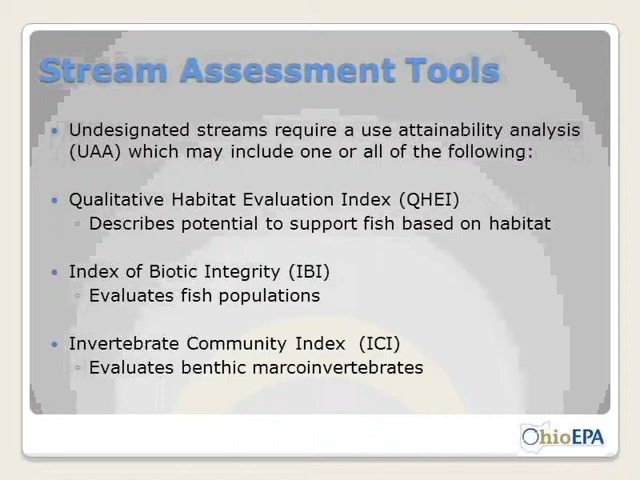 Stream Assessment Tools
• Undesignated streams require a use attainability analysis
(UAA) which may include one or all of the following:
• Qualitative Habitat Evaluation Index (QHEI)
◦ Describes potential to support fish based on habitat
• Index of Biotic Integrity (IBI)
◦ Evaluates fish populations
• Invertebrate Community Index (ICI)
◦ Evaluates benthic marcoinvertebrates
OhioEPA